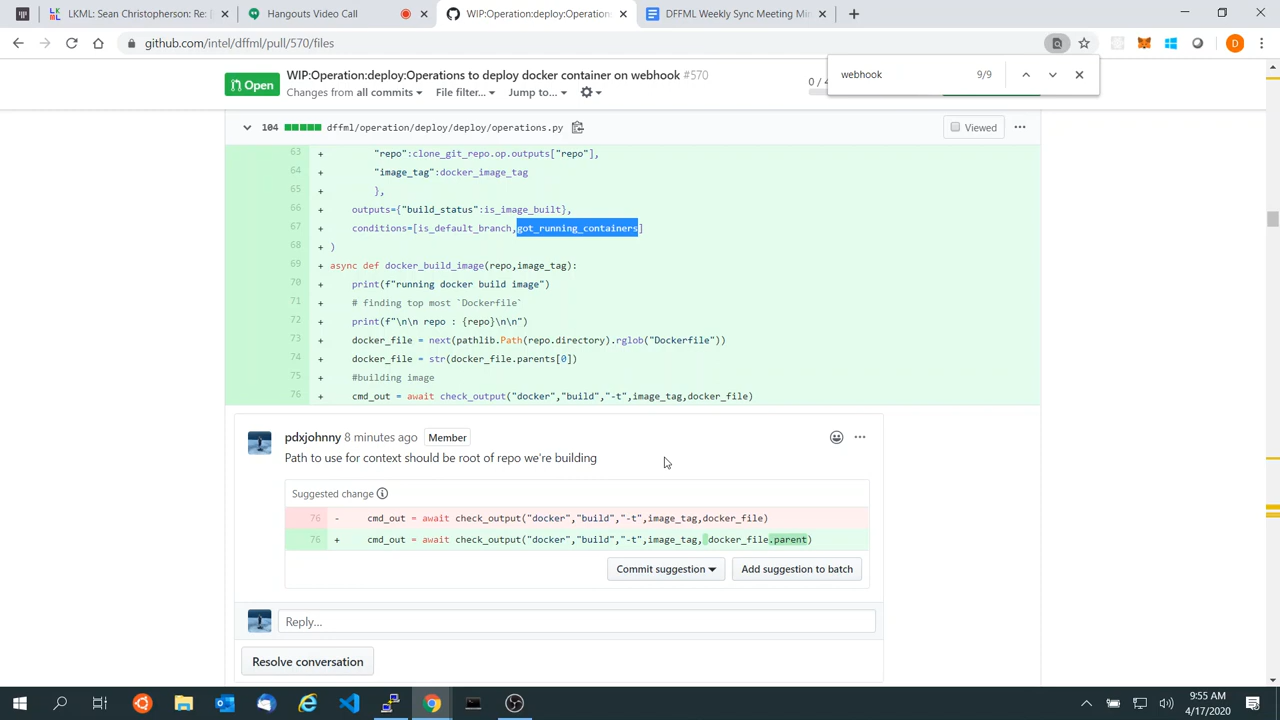 LKML: Sean Christopherson: Re: [
Hangouts Video Call
WIP:Operation:deploy:Operations
DFFML Weekly Sync Meeting Min
github.com/intel/dffml/pull/570/files
D
webhook
9/9
Open
WIP:Operation:deploy:Operations to deploy docker container on webhook #570
Changes from all commits
File filter...
Jump to...
0 / 4
104
dffml/operation/deploy/deploy/operations.py
Viewed
63 + "repo":clone_git_repo.op.outputs["repo"],
64 + "image_tag":docker_image_tag
65 + },
66 + outputs={"build_status":is_image_built},
67 + conditions=[is_default_branch,got_running_containers]
68 + )
69 + async def docker_build_image(repo,image_tag):
70 + print(f"running docker build image")
71 + # finding top most `Dockerfile`
72 + print(f"\n\n repo : {repo}\n\n")
73 + docker_file = next(pathlib.Path(repo.directory).rglob("Dockerfile"))
74 + docker_file = str(docker_file.parents[0])
75 + #building image
76 + cmd_out = await check_output("docker","build","-t",image_tag,docker_file)
pdxjohnny 8 minutes ago
Member
Path to use for context should be root of repo we're building
Suggested change
76 - cmd_out = await check_output("docker","build","-t",image_tag,docker_file)
76 + cmd_out = await check_output("docker","build","-t",image_tag, docker_file.parent)
Commit suggestion
Add suggestion to batch
Reply...
Resolve conversation
9:55 AM
4/17/2020